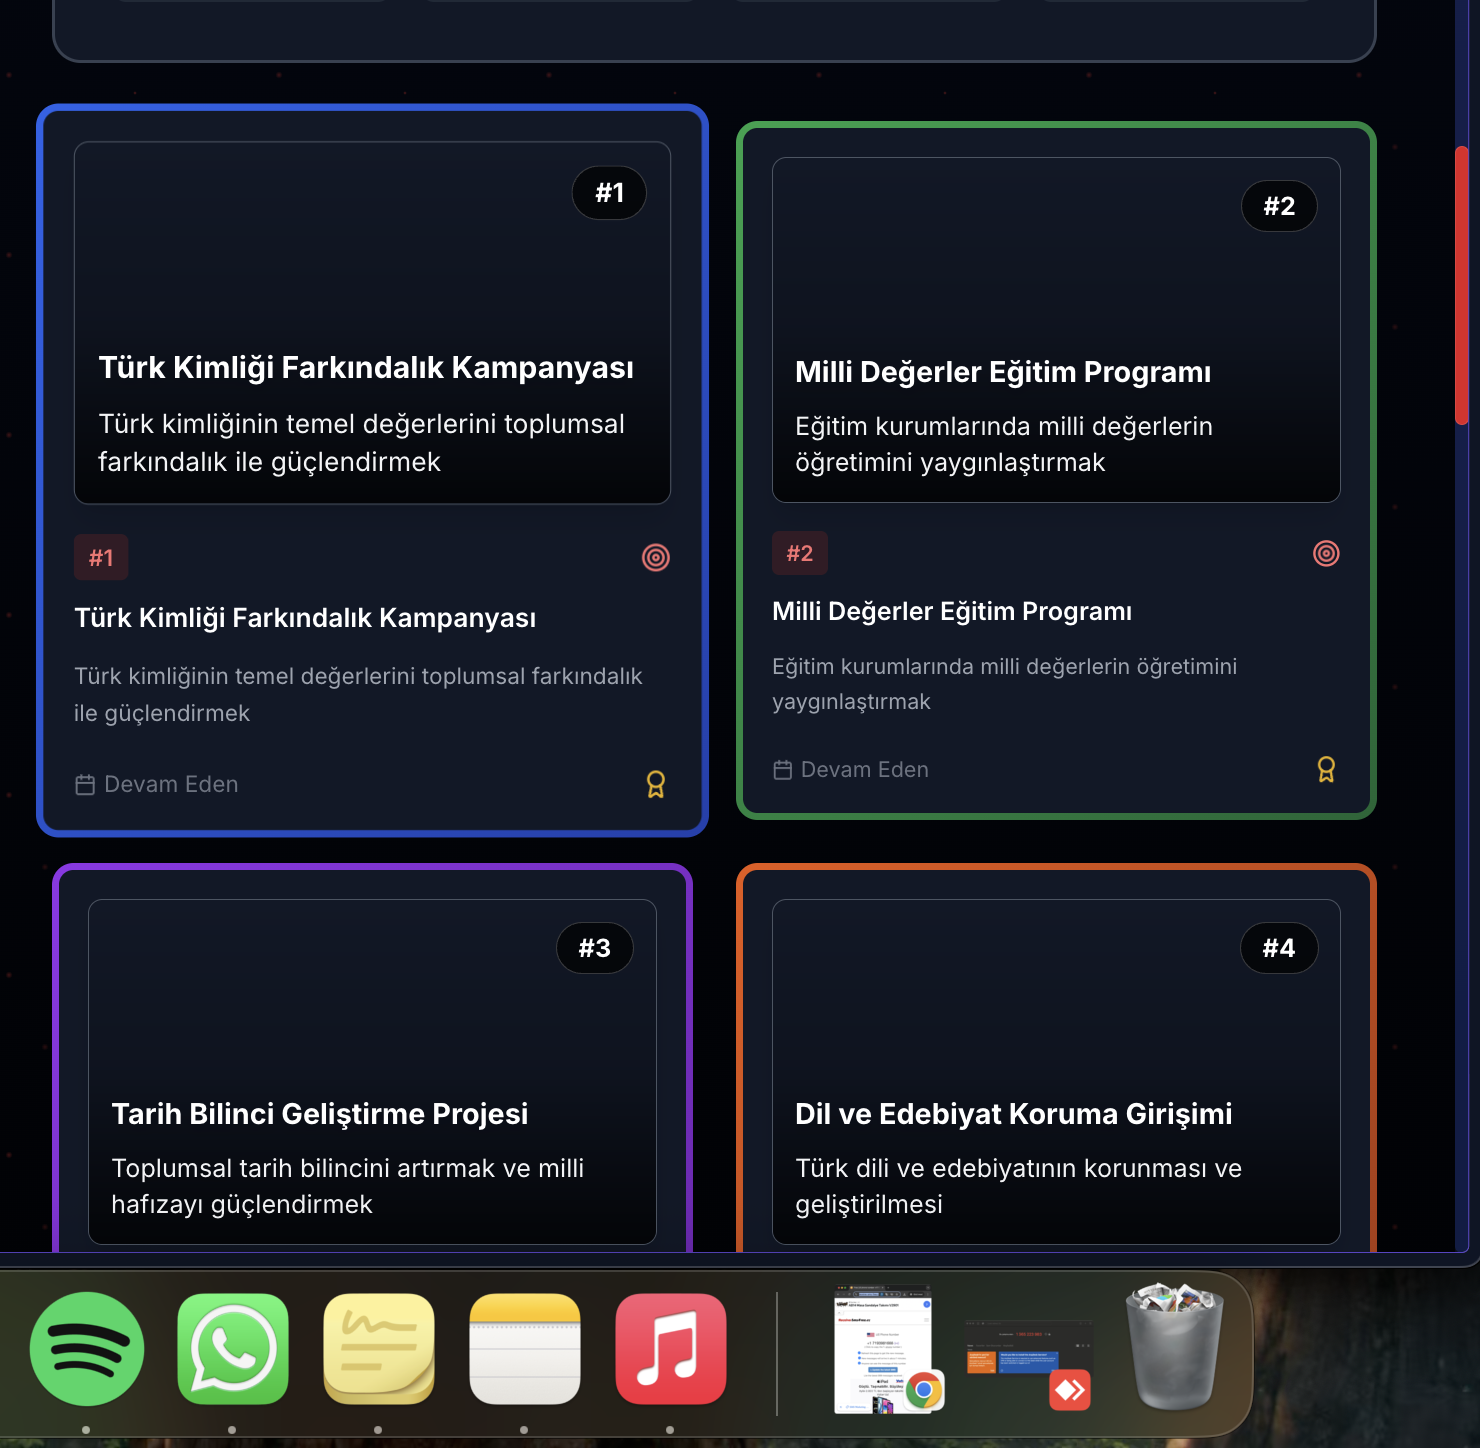 #1
Türk Kimliği Farkındalık Kampanyası
Türk kimliğinin temel değerlerini toplumsal
farkındalık ile güçlendirmek
#1
Türk Kimliği Farkındalık Kampanyası
Türk kimliğinin temel değerlerini toplumsal farkındalık
ile güçlendirmek
Devam Eden
#2
Milli Değerler Eğitim Programı
Eğitim kurumlarında milli değerlerin
öğretimini yaygınlaştırmak
#2
Milli Değerler Eğitim Programı
Eğitim kurumlarında milli değerlerin öğretimini
yaygınlaştırmak
Devam Eden
#3
Tarih Bilinci Geliştirme Projesi
Toplumsal tarih bilincini artırmak ve milli
hafızayı güçlendirmek
#4
Dil ve Edebiyat Koruma Girişimi
Türk dili ve edebiyatının korunması ve
geliştirilmesi